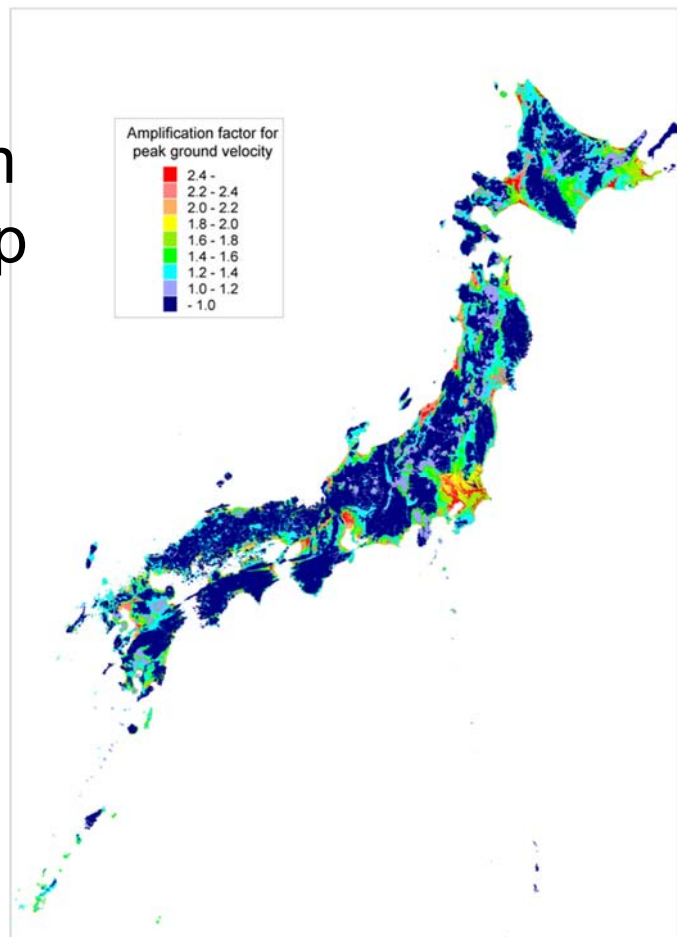 n
p
Amplification factor for
peak ground velocity
2.4 -
2.2 - 2.4
2.0 - 2.2
1.8 - 2.0
1.6 - 1.8
1.4 - 1.6
1.2 - 1.4
1.0 - 1.2
- 1.0